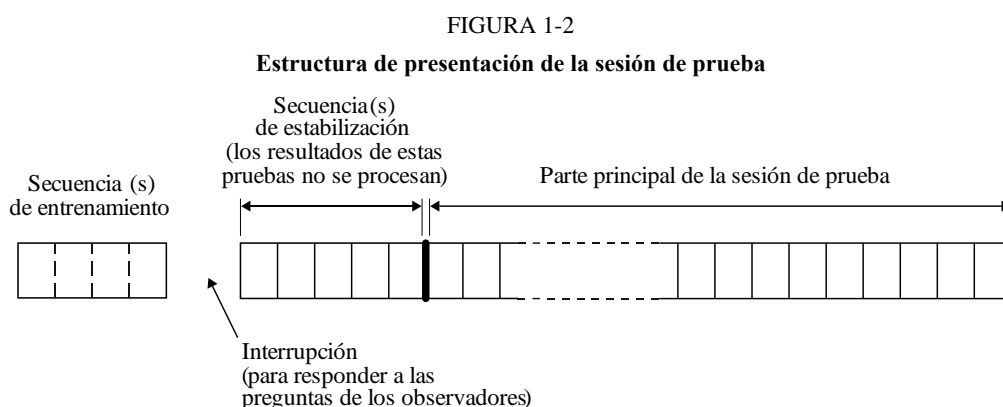 FIGURA 1-2
Estructura de presentación de la sesión de prueba
Secuencia(s)
de estabilización
(los resultados de estas
pruebas no se procesan)
Secuencia (s)
de entrenamiento
Parte principal de la sesión de prueba
Interrupción
(para responder a las
preguntas de los observadores)